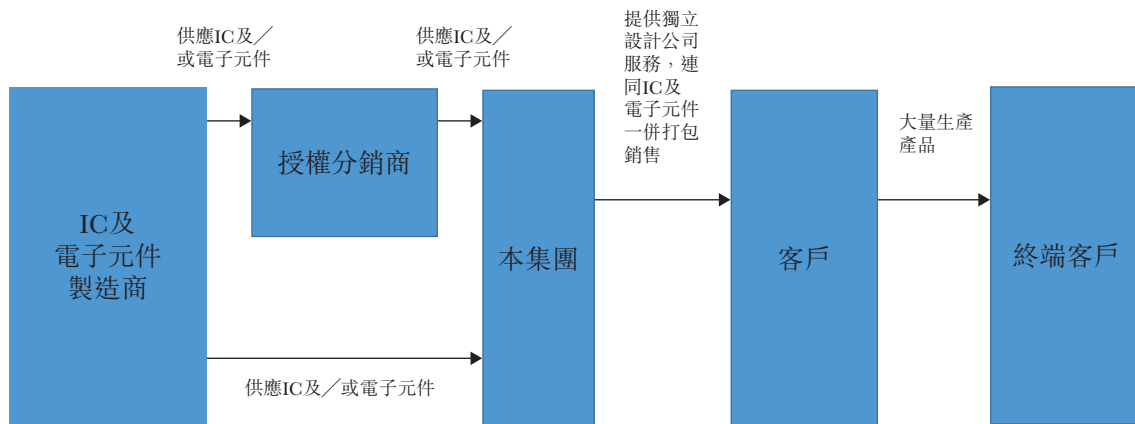 供應IC及／
或電子元件
供應IC及／
或電子元件
提供獨立
設計公司
服務，連
同IC及
電子元件
一併打包
銷售
大量生產
產品
IC及
電子元件
製造商
授權分銷商
本集團
客戶
終端客戶
供應IC及／或電子元件